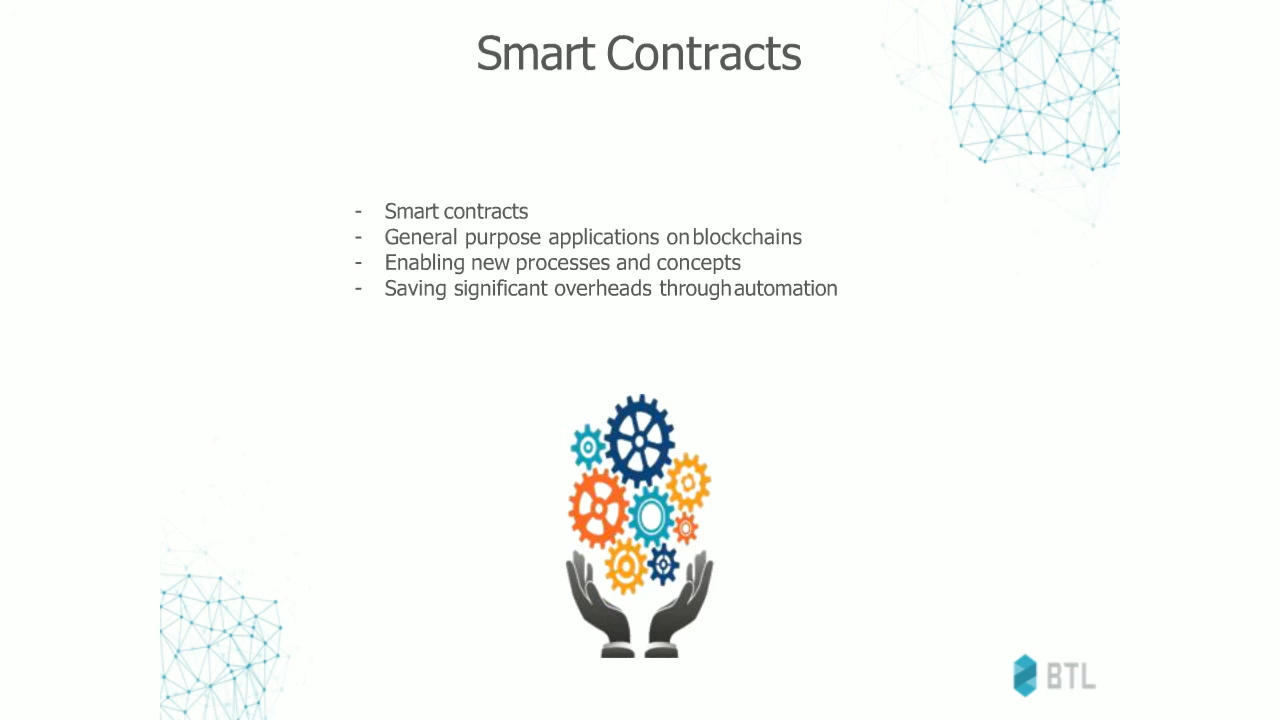 Smart Contracts
- Smart contracts
- General purpose applications on blockchains
- Enabling new processes and concepts
- Saving significant overheads through automation
BTL